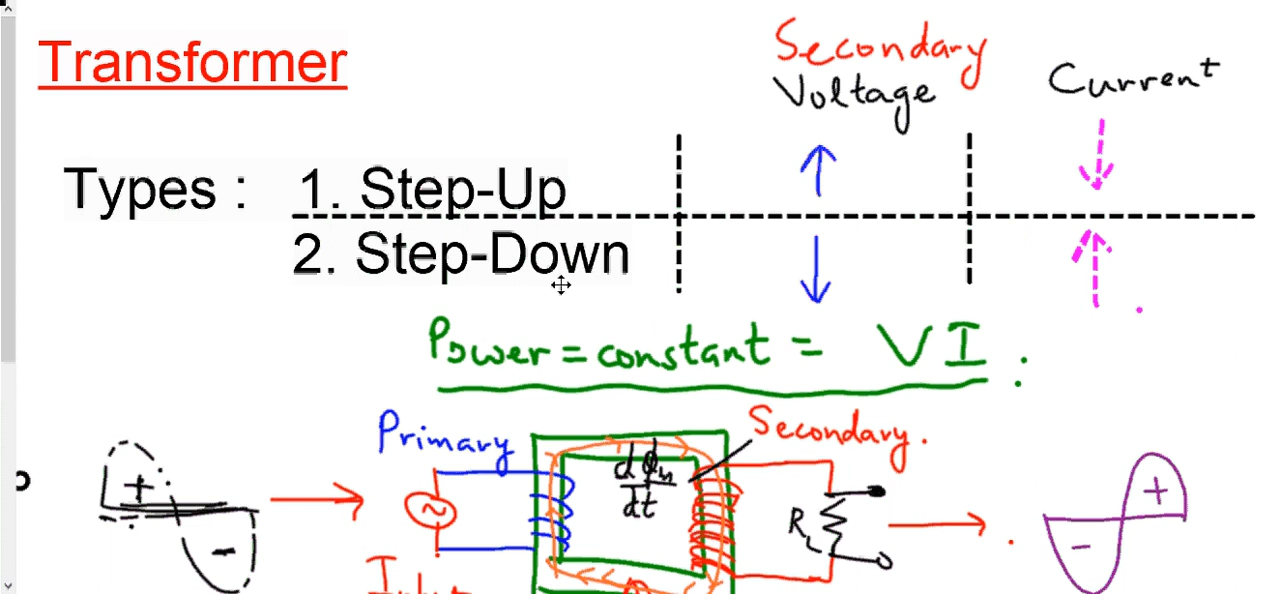 Transformer
Secondary
Voltage
Current
Types : 1. Step-Up
2. Step-Down
Power = constant = VI .
Primary
Secondary.
dϕm
dt
+
-
~
RL
+
-
Input